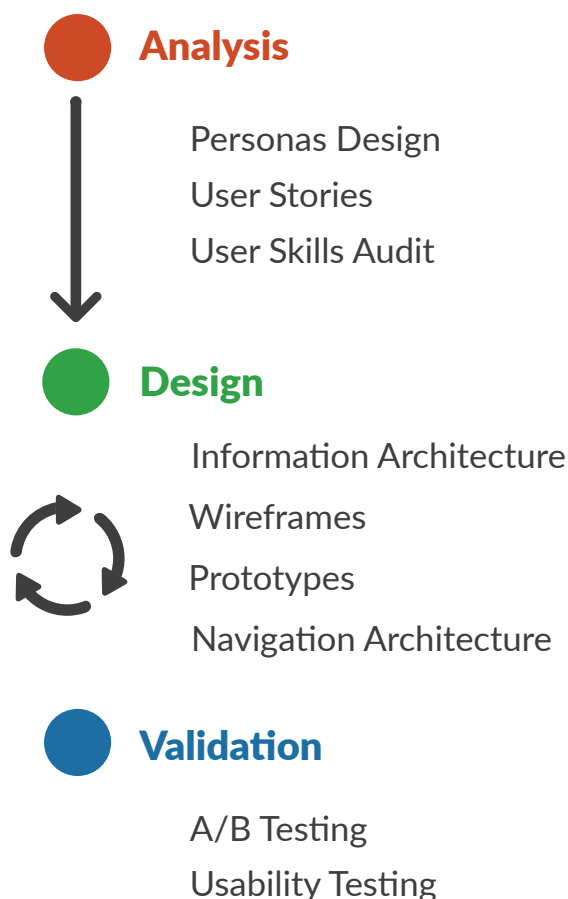 Analysis
Personas Design
User Stories
User Skills Audit
Design
Information Architecture
Wireframes
Prototypes
Navigation Architecture
Validation
A/B Testing
Usability Testing